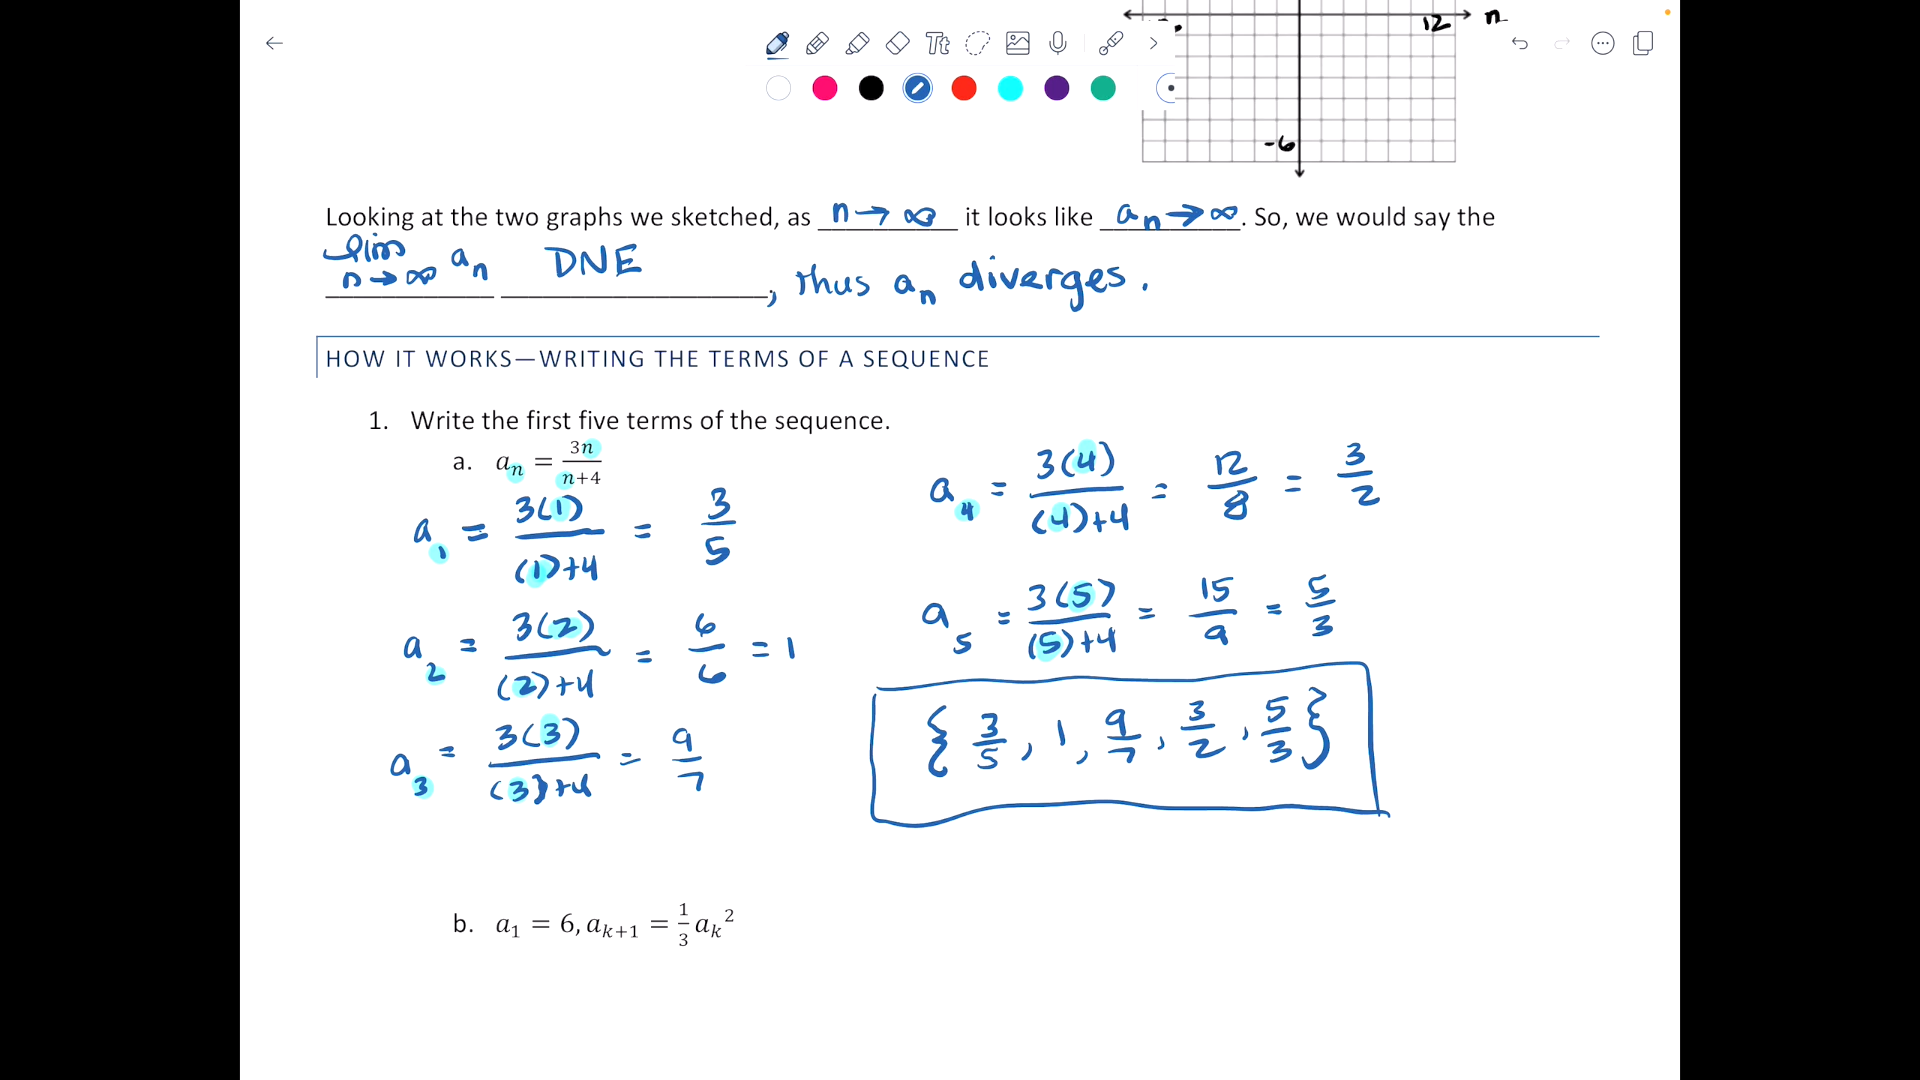 12 n
Tt
-6
Looking at the two graphs we sketched, as n→∞ it looks like aₙ→∞. So, we would say the
lim n→∞ aₙ DNE, thus aₙ diverges.
HOW IT WORKS—WRITING THE TERMS OF A SEQUENCE
1. Write the first five terms of the sequence.
a. aₙ = 3n/(n+4)
a₁ = 3(1)/((1)+4) = 3/5
a₂ = 3(2)/((2)+4) = 6/6 = 1
a₃ = 3(3)/((3)+4) = 9/7
a₄ = 3(4)/((4)+4) = 12/8 = 3/2
a₅ = 3(5)/((5)+4) = 15/9 = 5/3
{3/5, 1, 9/7, 3/2, 5/3}
b. a₁ = 6, aₖ₊₁ = 1/3 aₖ²